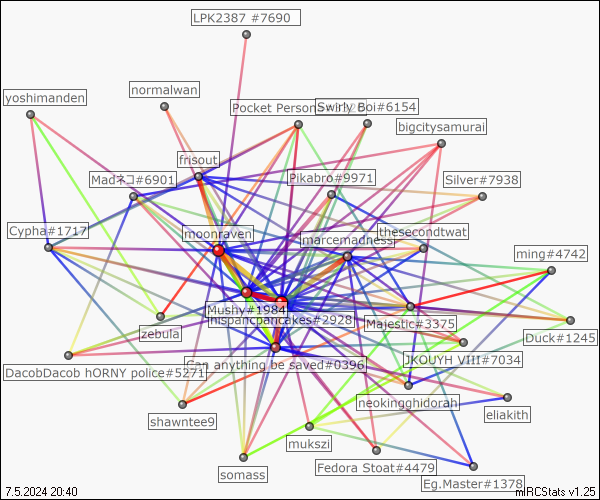 LPK2387 #7690
yoshimanden
normalwan
Pocket Persona
Swirly Boi#6154
bigcitysamurai
frisout
Madネコ#6901
Pikabro#9971
Silver#7938
Cypha#1717
moonraven
marcemadness
thesecondtwat
ming#4742
Mushy#1984
hispancpancakes#2928
Majestic#3375
zebula
Duck#1245
JKOUYH VIII#7034
DacobDacob hORNY police#5271
can anything be saved#0396
shawntee9
neokingghidorah
eliakith
mukszi
somass
Fedora Stoat#4479
Eg.Master#1378
7.5.2024 20:40
mIRCStats v1.25